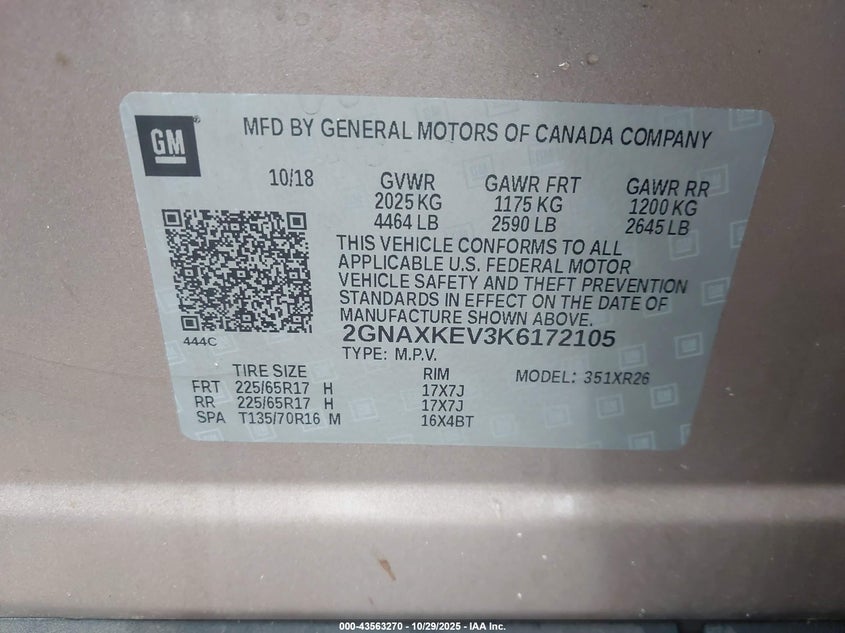 GM ®
MFD BY GENERAL MOTORS OF CANADA COMPANY
10/18 GVWR GAWR FRT GAWR RR
2025 KG 1175 KG 1200 KG
4464 LB 2590 LB 2645 LB
THIS VEHICLE CONFORMS TO ALL
APPLICABLE U.S. FEDERAL MOTOR
VEHICLE SAFETY AND THEFT PREVENTION
STANDARDS IN EFFECT ON THE DATE OF
MANUFACTURE SHOWN ABOVE.
2GNAXKEV3K6172105
444C TYPE: M.P.V.
TIRE SIZE RIM MODEL: 351XR26
FRT 225/65R17 H 17X7J
RR 225/65R17 H 17X7J
SPA T135/70R16 M 16X4BT
000-43563270 - 10/29/2025 - IAA Inc.